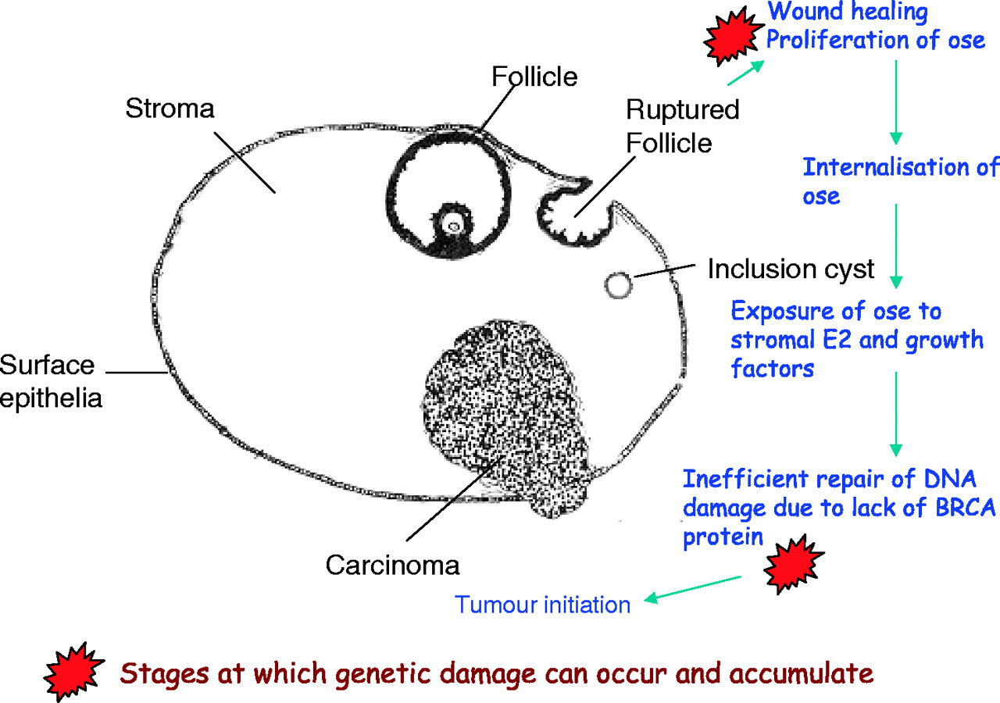 Wound healing
Proliferation of ose
Follicle
Stroma
Ruptured
Follicle
Internalisation of
ose
Inclusion cyst
Exposure of ose to
stromal E2 and growth
factors
Surface
epithelia
Inefficient repair of DNA
damage due to lack of BRCA
protein
Carcinoma
Tumour initiation
Stages at which genetic damage can occur and accumulate